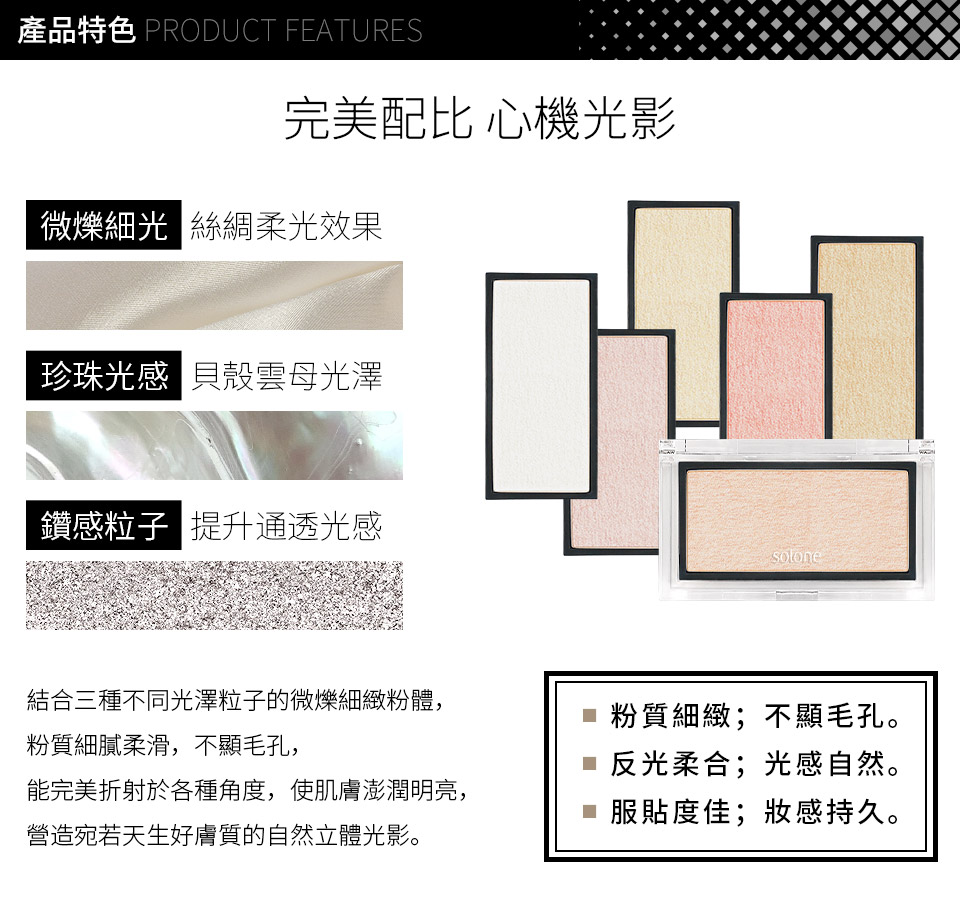 產品特色 PRODUCT FEATURES
完美配比 心機光影
微爍細光 絲綢柔光效果
珍珠光感 貝殼雲母光澤
鑽感粒子 提升通透光感
solone
結合三種不同光澤粒子的微爍細緻粉體，
粉質細膩柔滑，不顯毛孔，
能完美折射於各種角度，使肌膚澎潤明亮，
營造宛若天生好膚質的自然立體光影。
粉質細緻；不顯毛孔。
反光柔合；光感自然。
服貼度佳；妝感持久。